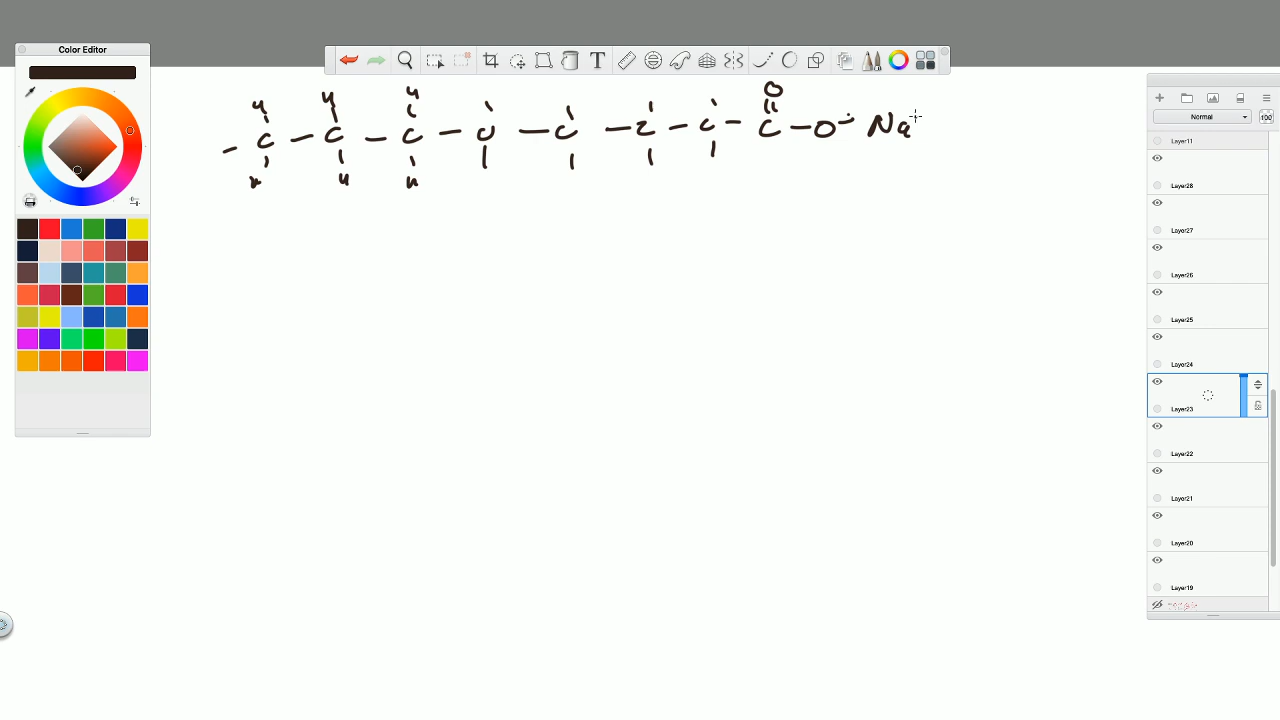 Color Editor
T
O
H H H
- C - C - C - C - C - C - C - C - O - Na
H H H
Normal
100
Layer11
Layer28
Layer27
Layer26
Layer25
Layer24
Layer23
Layer22
Layer21
Layer20
Layer19